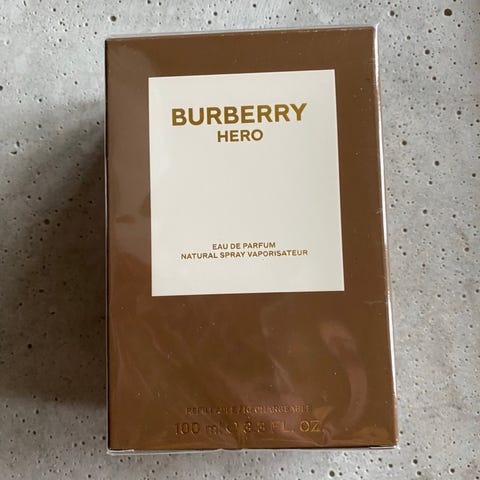 BURBERRY
HERO
EAU DE PARFUM
NATURAL SPRAY VAPORISATEUR
REFILLABLE/RECHARGEABLE
100 ml ℮ 3.3 FL. OZ.